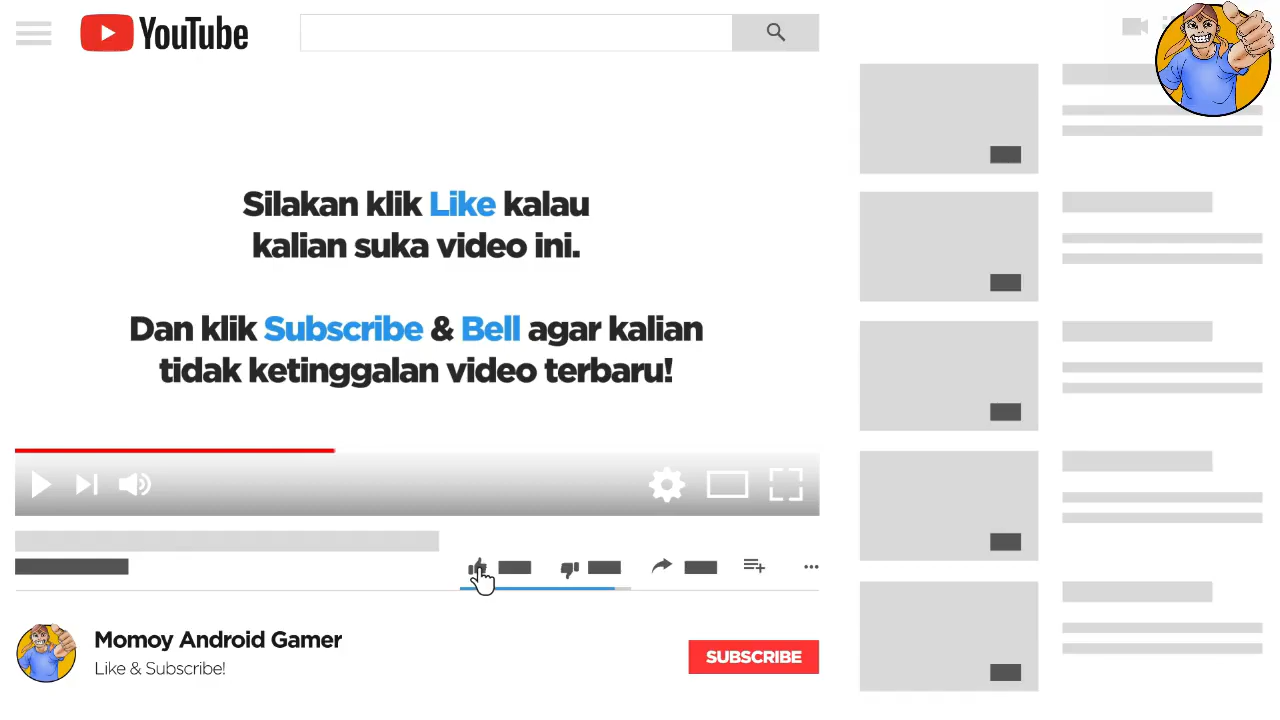 YouTube
Silakan klik Like kalau
kalian suka video ini.
Dan klik Subscribe & Bell agar kalian
tidak ketinggalan video terbaru!
Momoy Android Gamer
Like & Subscribe!
SUBSCRIBE